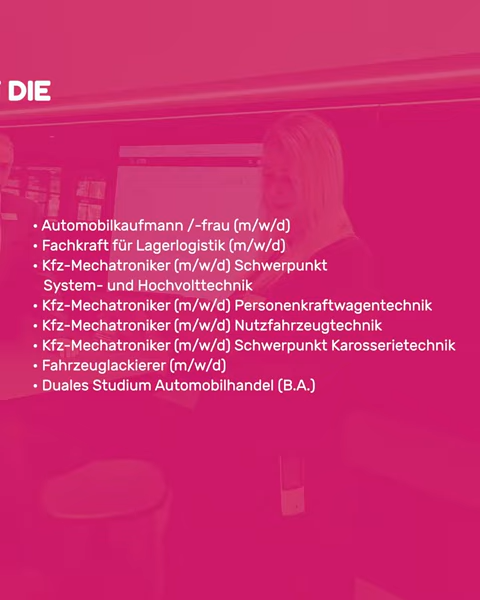 DIE
• Automobilkaufmann /-frau (m/w/d)
• Fachkraft für Lagerlogistik (m/w/d)
• Kfz-Mechatroniker (m/w/d) Schwerpunkt
System- und Hochvolttechnik
• Kfz-Mechatroniker (m/w/d) Personenkraftwagentechnik
• Kfz-Mechatroniker (m/w/d) Nutzfahrzeugtechnik
• Kfz-Mechatroniker (m/w/d) Schwerpunkt Karosserietechnik
• Fahrzeuglackierer (m/w/d)
• Duales Studium Automobilhandel (B.A.)